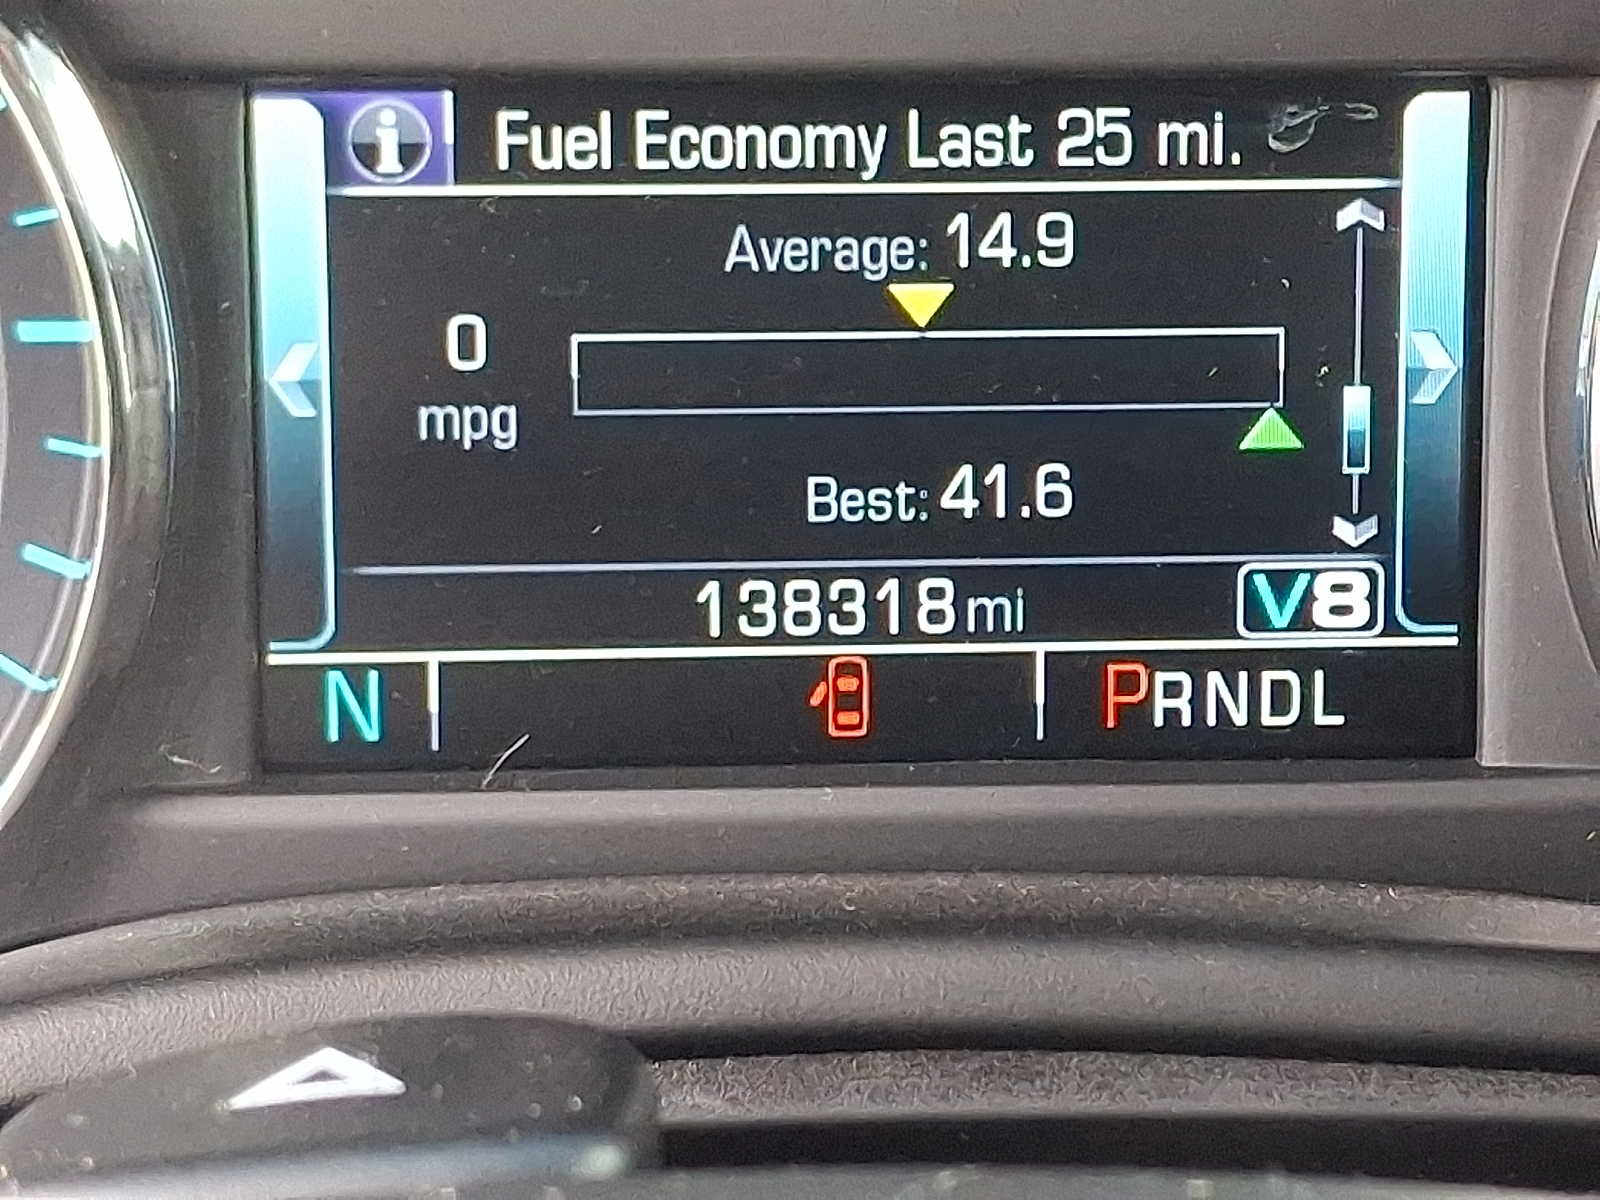 Fuel Economy Last 25 mi.
Average: 14.9
0
mpg
Best: 41.6
138318 mi
V8
N
PRNDL